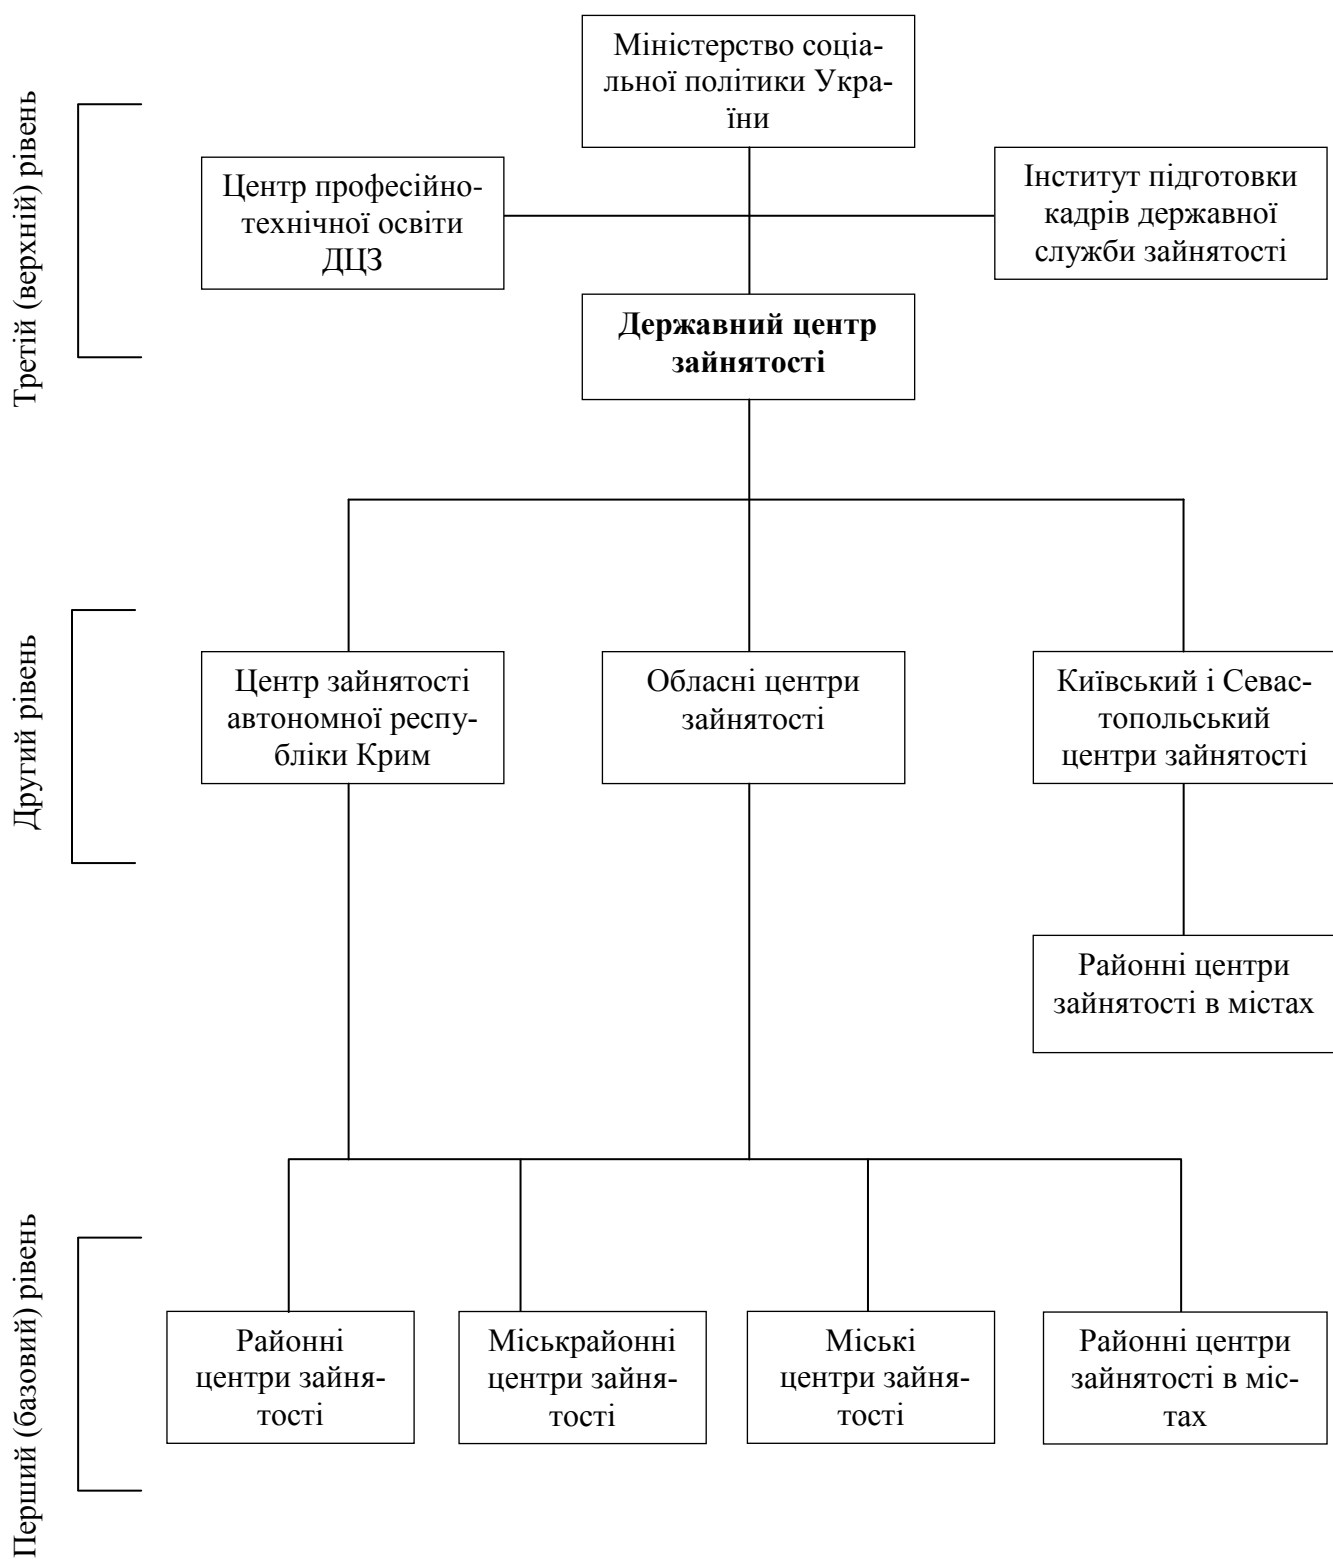 Міністерство соціа-
льної політики Укра-
їни
Третій (верхній) рівень
Центр професійно-
технічної освіти
ДЦЗ
Інститут підготовки
кадрів державної
служби зайнятості
Державний центр
зайнятості
Другий рівень
Центр зайнятості
автономної респу-
бліки Крим
Обласні центри
зайнятості
Київський і Севас-
топольський
центри зайнятості
Районні центри
зайнятості в містах
Перший (базовий) рівень
Районні
центри зайня-
тості
Міськрайонні
центри зайня-
тості
Міські
центри зайня-
тості
Районні центри
зайнятості в міс-
тах